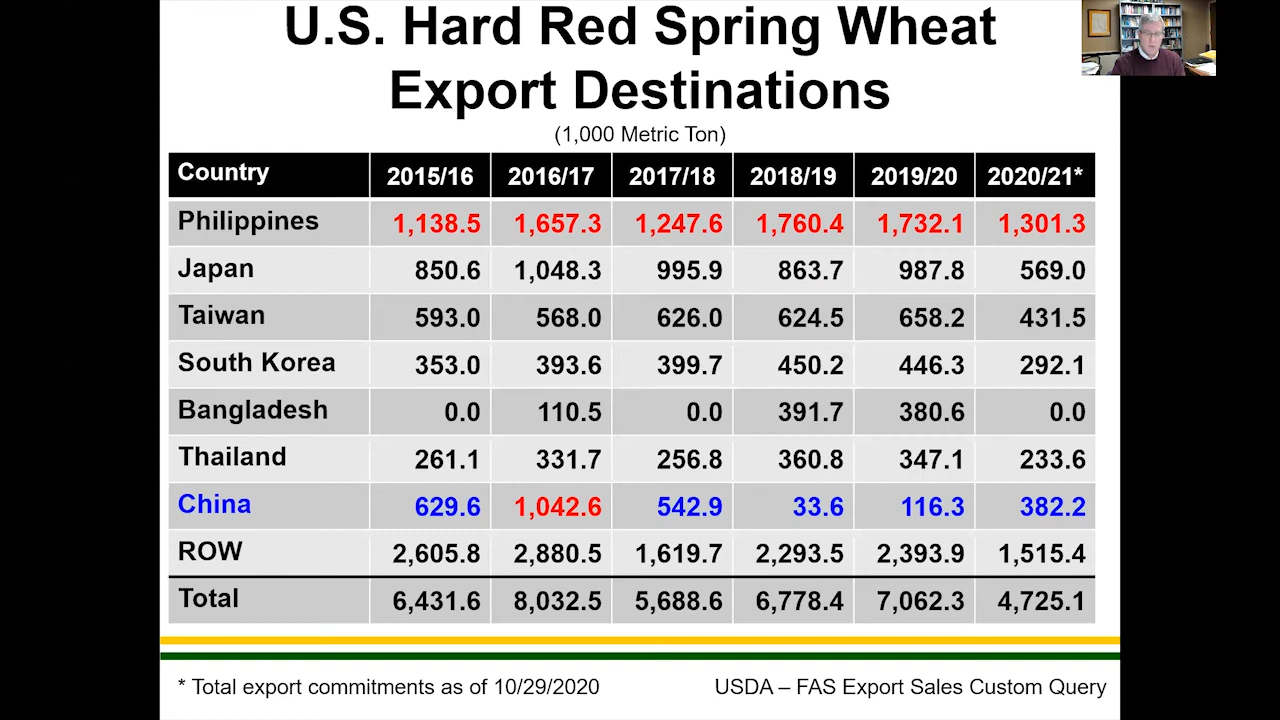 U.S. Hard Red Spring Wheat
Export Destinations
(1,000 Metric Ton)
Country 2015/16 2016/17 2017/18 2018/19 2019/20 2020/21*
Philippines 1,138.5 1,657.3 1,247.6 1,760.4 1,732.1 1,301.3
Japan 850.6 1,048.3 995.9 863.7 987.8 569.0
Taiwan 593.0 568.0 626.0 624.5 658.2 431.5
South Korea 353.0 393.6 399.7 450.2 446.3 292.1
Bangladesh 0.0 110.5 0.0 391.7 380.6 0.0
Thailand 261.1 331.7 256.8 360.8 347.1 233.6
China 629.6 1,042.6 542.9 33.6 116.3 382.2
ROW 2,605.8 2,880.5 1,619.7 2,293.5 2,393.9 1,515.4
Total 6,431.6 8,032.5 5,688.6 6,778.4 7,062.3 4,725.1
* Total export commitments as of 10/29/2020 USDA – FAS Export Sales Custom Query